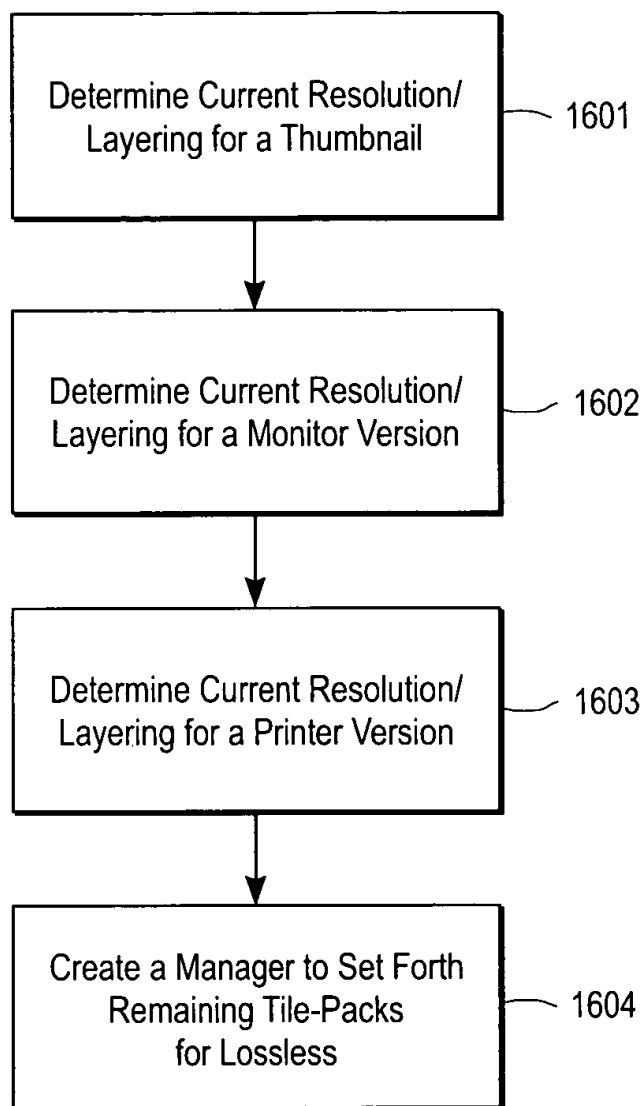 Determine Current Resolution/
Layering for a Thumbnail
1601
Determine Current Resolution/
Layering for a Monitor Version
1602
Determine Current Resolution/
Layering for a Printer Version
1603
Create a Manager to Set Forth
Remaining Tile-Packs
for Lossless
1604